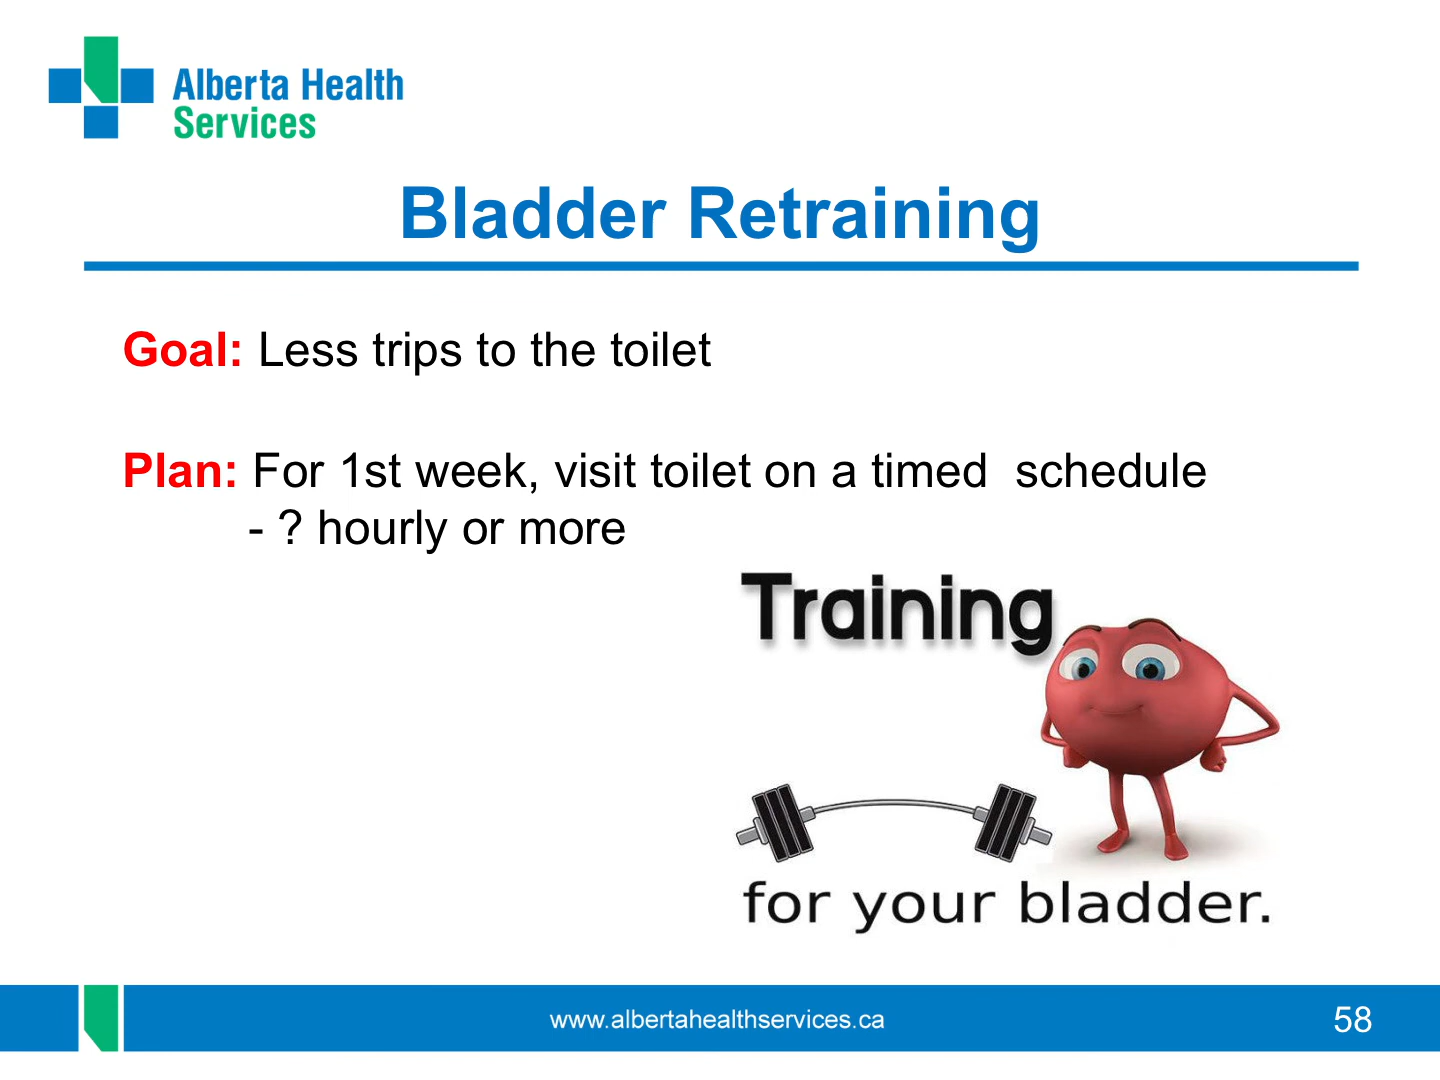 Alberta Health
Services
Bladder Retraining
Goal: Less trips to the toilet
Plan: For 1st week, visit toilet on a timed  schedule
- ? hourly or more
Training
for your bladder.
www.albertahealthservices.ca
58